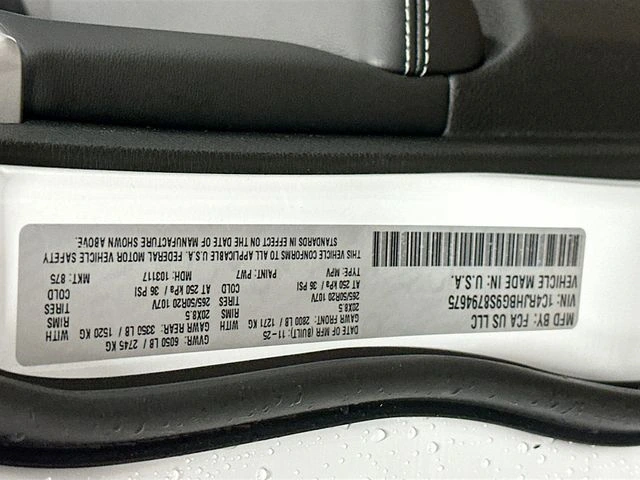 MFD BY: FCA US LLC
VIN: 1C4RJHBG9S8794675
VEHICLE MADE IN: U.S.A.
DATE OF MFR (BUILT): 11-25 GVWR: 6050 LB / 2745 KG
GAWR FRONT: 2800 LB / 1271 KG WITH GAWR REAR: 3350 LB / 1520 KG WITH
20X8.5 RIMS 20X8.5 RIMS
265/50R20 107V 265/50R20 107V
AT 250 kPa / 36 PSI COLD AT 250 kPa / 36 PSI COLD
TYPE: MPV PAINT: PW7 MDH: 103117 MKT: 875
THIS VEHICLE CONFORMS TO ALL APPLICABLE U.S.A. FEDERAL MOTOR VEHICLE SAFETY
STANDARDS IN EFFECT ON THE DATE OF MANUFACTURE SHOWN ABOVE.